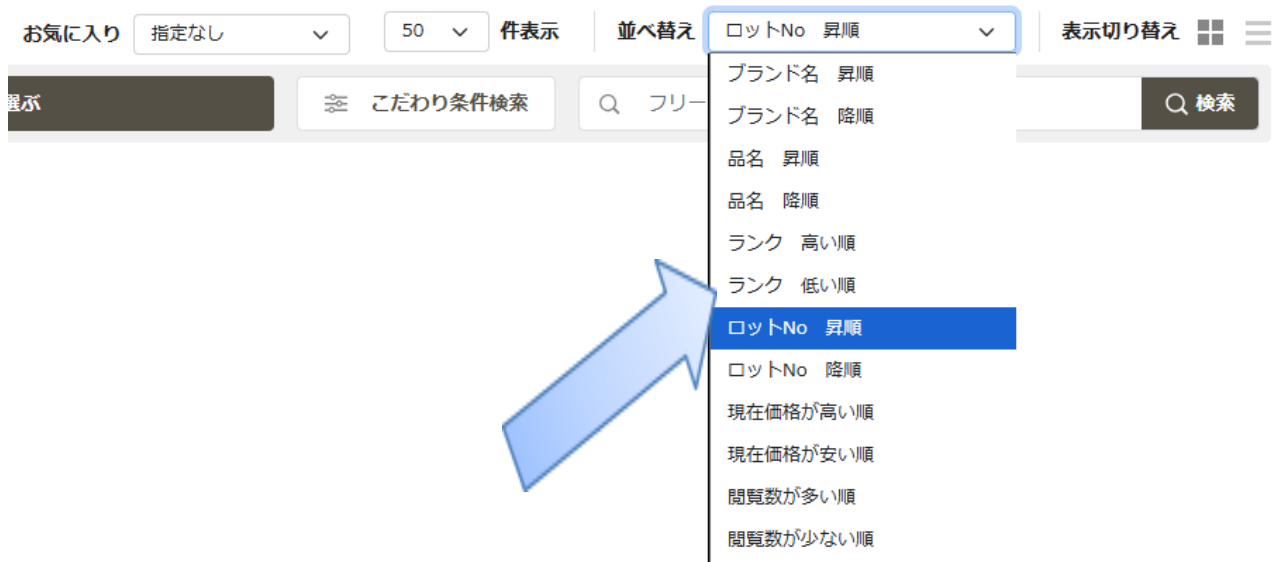 お気に入り 指定なし 50 件表示 並べ替え ロットNo 昇順 表示切り替え
選ぶ こだわり条件検索 フリー 検索
ブランド名 昇順
ブランド名 降順
品名 昇順
品名 降順
ランク 高い順
ランク 低い順
ロットNo 昇順
ロットNo 降順
現在価格が高い順
現在価格が安い順
閲覧数が多い順
閲覧数が少ない順